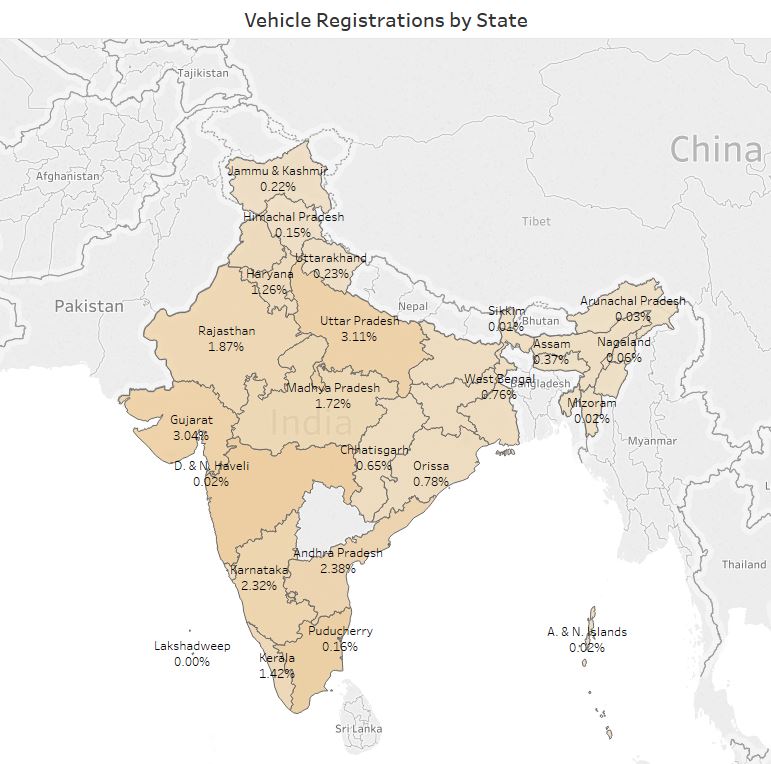 Vehicle Registrations by State
Tajikistan
China
Afghanistan
Jammu & Kashmir
0.22%
Himachal Pradesh
0.15%
Tibet
Uttarakhand
0.23%
Haryana
1.26%
Pakistan
Nepal
Sikkim
0.01%
Bhutan
Arunachal Pradesh
0.03%
Rajasthan
1.87%
Uttar Pradesh
3.11%
Assam
0.37%
Nagaland
0.06%
West Bengal
0.76%
Bangladesh
Madhya Pradesh
1.72%
Mizoram
0.02%
India
Gujarat
3.04%
Myanmar
Chhatisgarh
0.65%
Orissa
0.78%
D. & N. Haveli
0.02%
L
Andhra Pradesh
2.38%
Karnataka
2.32%
Thailand
Puducherry
0.16%
A. & N. Islands
0.02%
Lakshadweep
0.00%
Kerala
1.42%
Sri Lanka